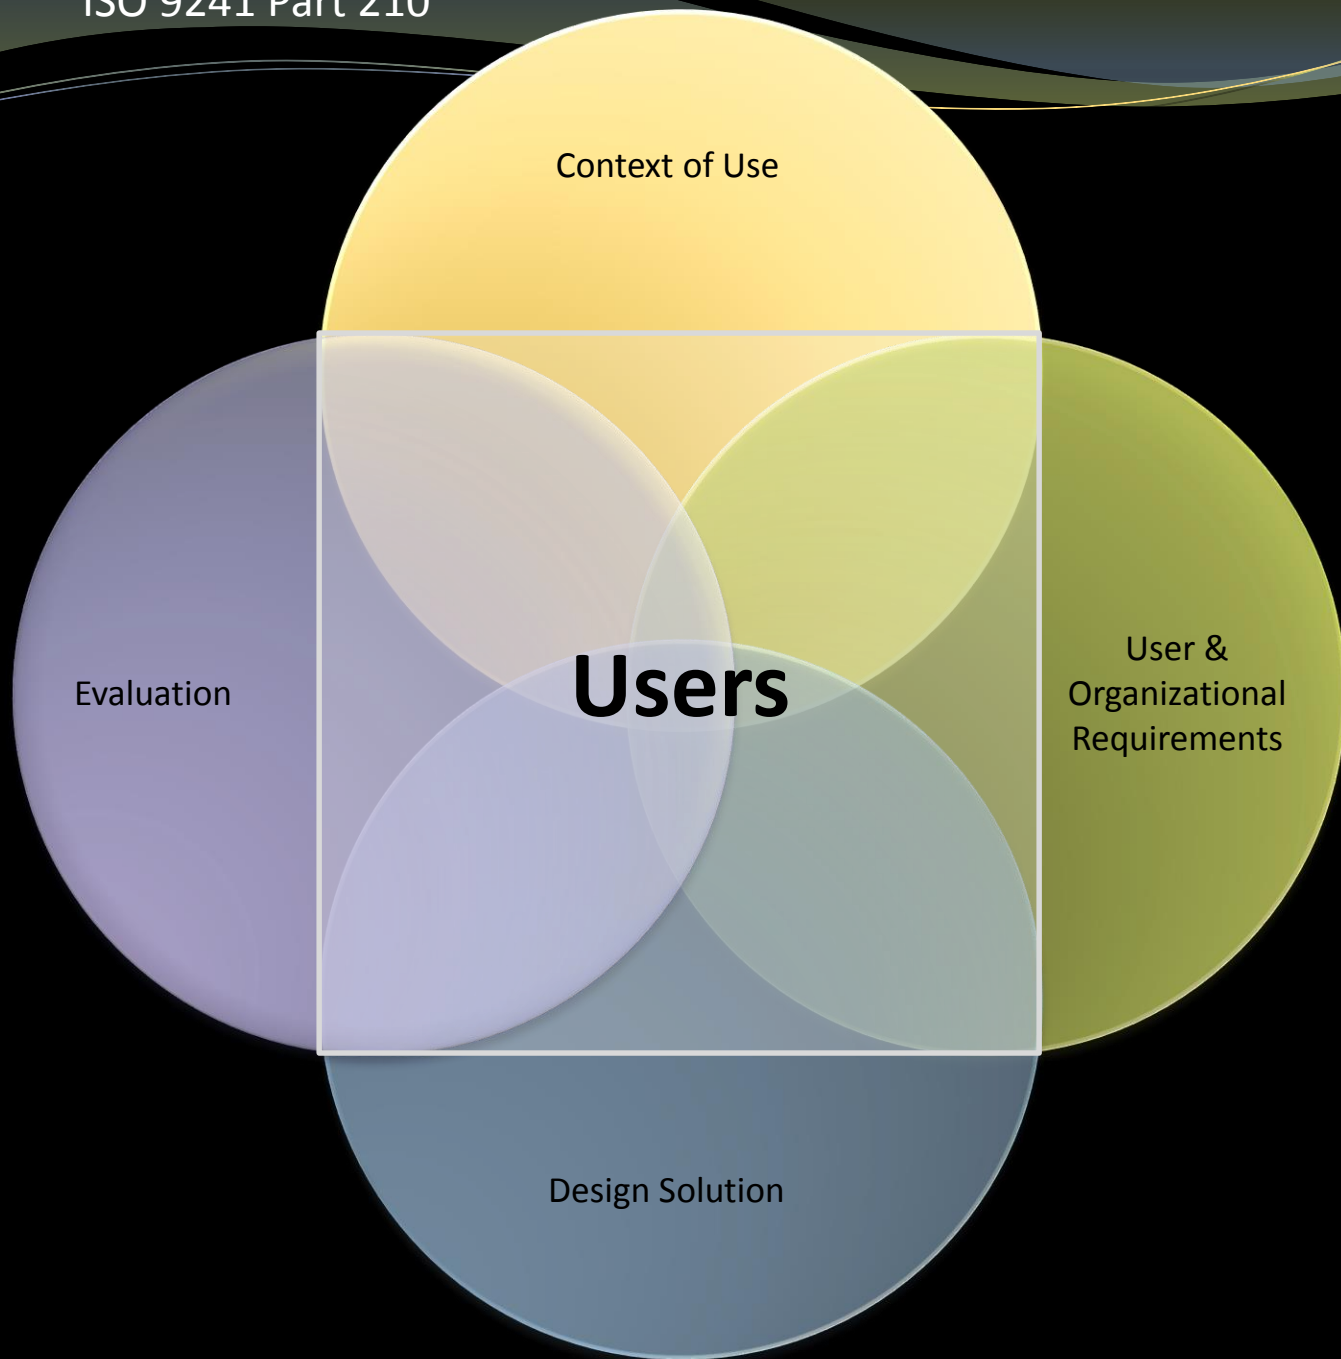 ISO 9241 Part 210
Context of Use
Evaluation
Users
User &
Organizational
Requirements
Design Solution